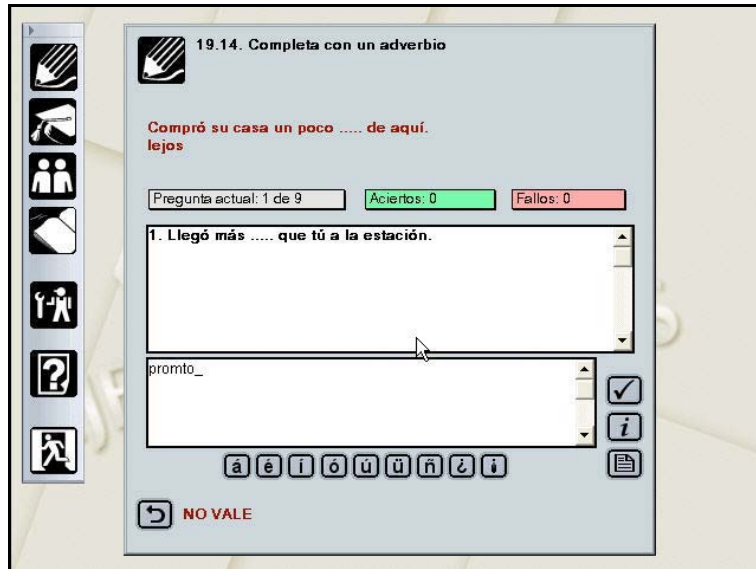 19.14. Completa con un adverbio
Compró su casa un poco ..... de aquí.
lejos
Pregunta actual: 1 de 9
Aciertos: 0
Fallos: 0
1. Llegó más ..... que tú a la estación.
promto_
á é í ó ú ü ñ ¿ ¡
NO VALE